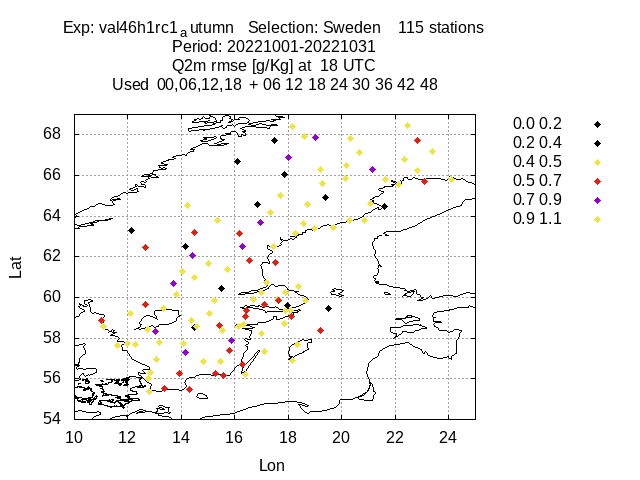 Exp: val46h1rc1autumn Selection: Sweden 115 stations
Period: 20221001-20221031
Q2m rmse [g/Kg] at 18 UTC
Used 00,06,12,18 + 06 12 18 24 30 36 42 48
0.0 0.2
0.2 0.4
0.4 0.5
0.5 0.7
0.7 0.9
0.9 1.1
Lat
68
66
64
62
60
58
56
54
10 12 14 16 18 20 22 24
Lon